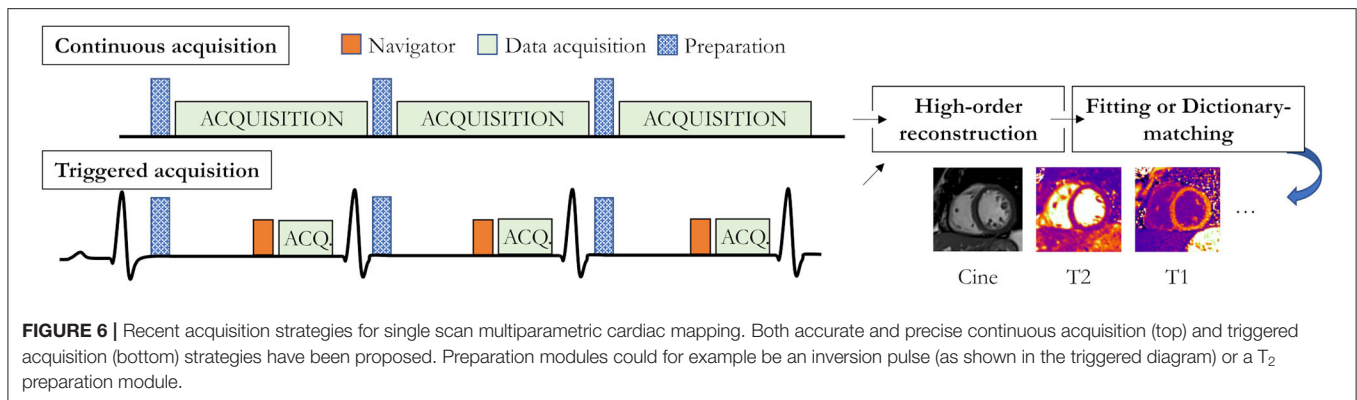 Continuous acquisition
Navigator
Data acquisition
Preparation
ACQUISITION
ACQUISITION
ACQUISITION
High-order
reconstruction
Fitting or Dictionary-
matching
Triggered acquisition
ACQ.
ACQ.
ACQ.
...
Cine
T2
T1
FIGURE 6 | Recent acquisition strategies for single scan multiparametric cardiac mapping. Both accurate and precise continuous acquisition (top) and triggered
acquisition (bottom) strategies have been proposed. Preparation modules could for example be an inversion pulse (as shown in the triggered diagram) or a T₂
preparation module.